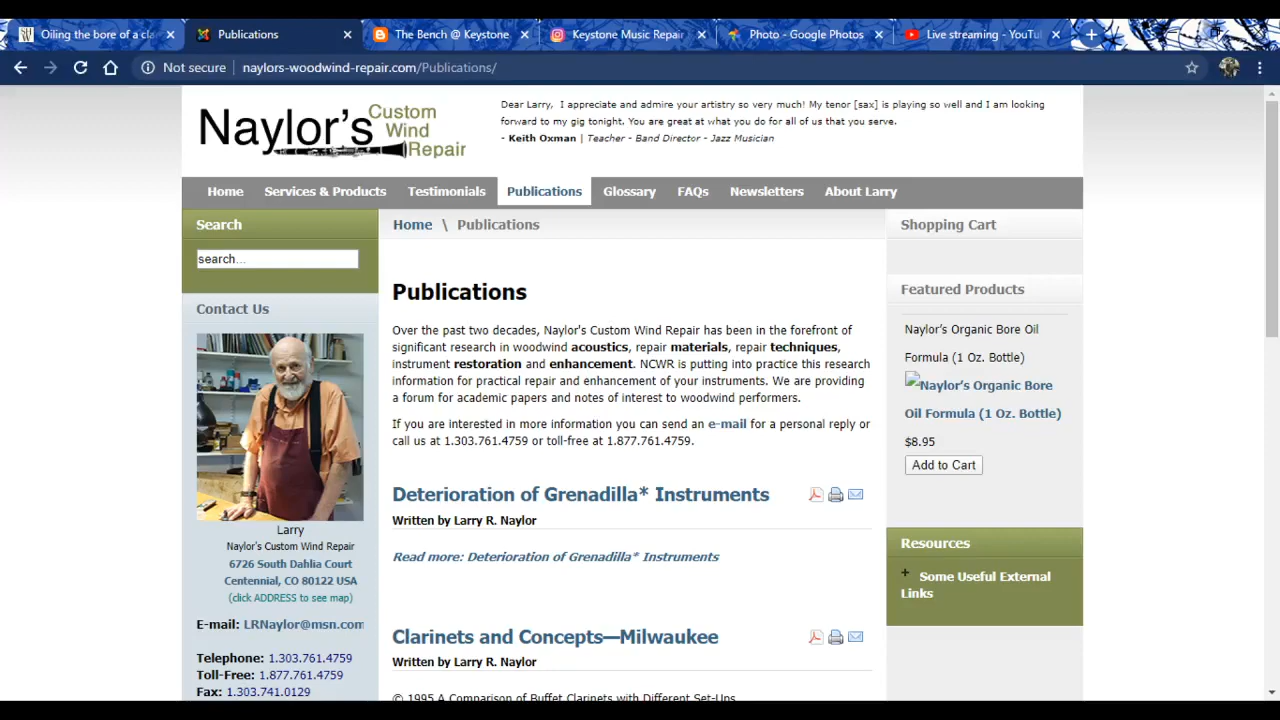 Oiling the bore of a cla
Publications
The Bench @ Keystone
Keystone Music Repair
Photo - Google Photos
Live streaming - YouTu
Not secure
naylors-woodwind-repair.com/Publications/
Naylor's Custom Wind Repair
Dear Larry, I appreciate and admire your artistry so very much! My tenor [sax] is playing so well and I am looking
forward to my gig tonight. You are great at what you do for all of us that you serve.
- Keith Oxman | Teacher - Band Director - Jazz Musician
Home Services & Products Testimonials Publications Glossary FAQs Newsletters About Larry
Search
search...
Contact Us
Larry
Naylor's Custom Wind Repair
6726 South Dahlia Court
Centennial, CO 80122 USA
(click ADDRESS to see map)
E-mail: LRNaylor@msn.com
Telephone: 1.303.761.4759
Toll-Free: 1.877.761.4759
Fax: 1.303.741.0129
Home \ Publications
Publications
Over the past two decades, Naylor's Custom Wind Repair has been in the forefront of
significant research in woodwind acoustics, repair materials, repair techniques,
instrument restoration and enhancement. NCWR is putting into practice this research
information for practical repair and enhancement of your instruments. We are providing
a forum for academic papers and notes of interest to woodwind performers.
If you are interested in more information you can send an e-mail for a personal reply or
call us at 1.303.761.4759 or toll-free at 1.877.761.4759.
Deterioration of Grenadilla* Instruments
Written by Larry R. Naylor
Read more: Deterioration of Grenadilla* Instruments
Clarinets and Concepts—Milwaukee
Written by Larry R. Naylor
© 1995 A Comparison of Buffet Clarinets with Different Set-Ups
Shopping Cart
Featured Products
Naylor's Organic Bore Oil
Formula (1 Oz. Bottle)
Naylor's Organic Bore
Oil Formula (1 Oz. Bottle)
$8.95
Add to Cart
Resources
+ Some Useful External
Links